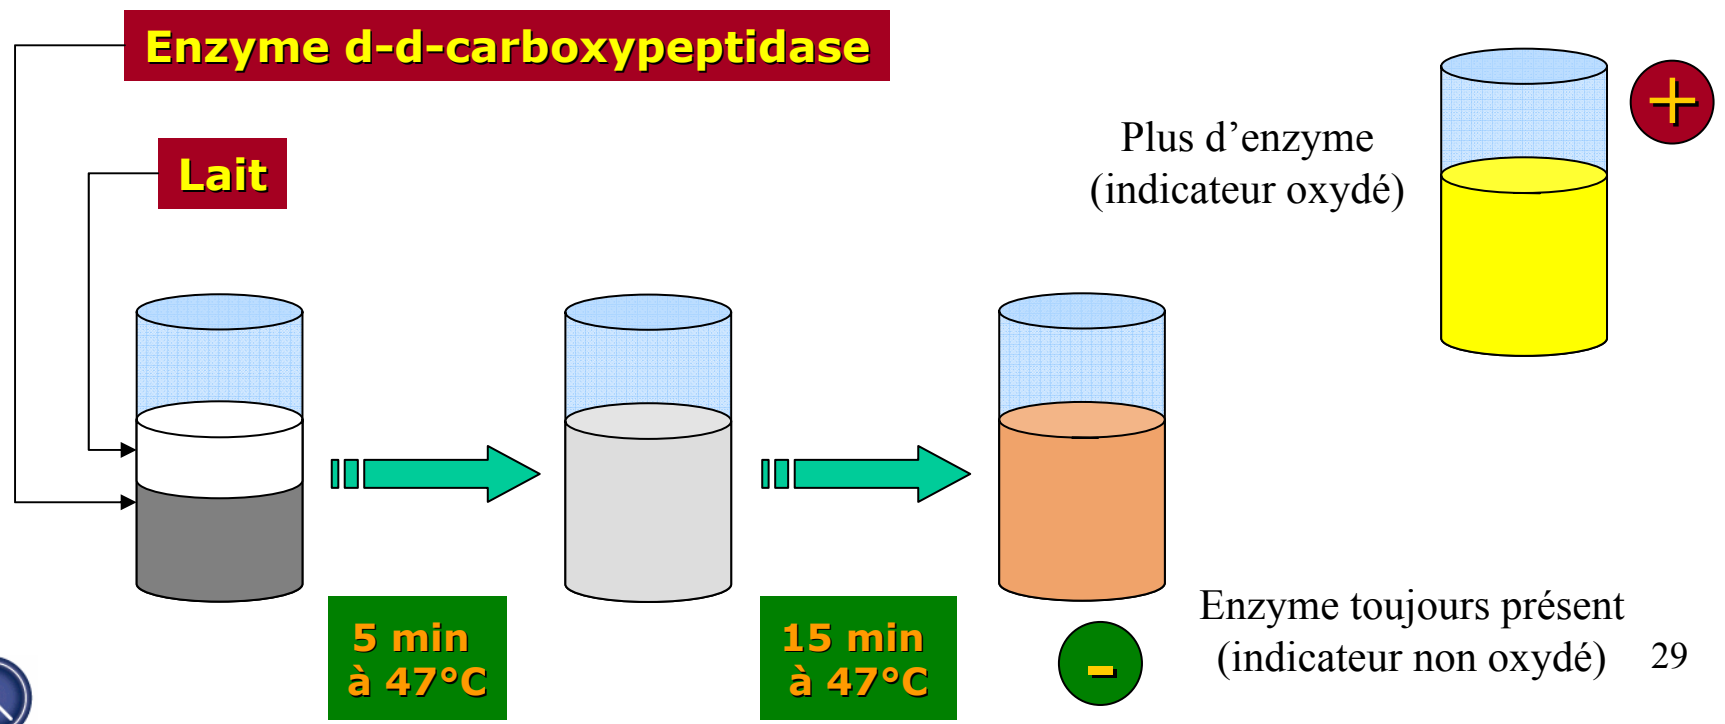 Enzyme d-d-carboxypeptidase
Lait
Plus d’enzyme
(indicateur oxydé)
+
5 min
à 47°C
15 min
à 47°C
-
Enzyme toujours présent
(indicateur non oxydé)
29